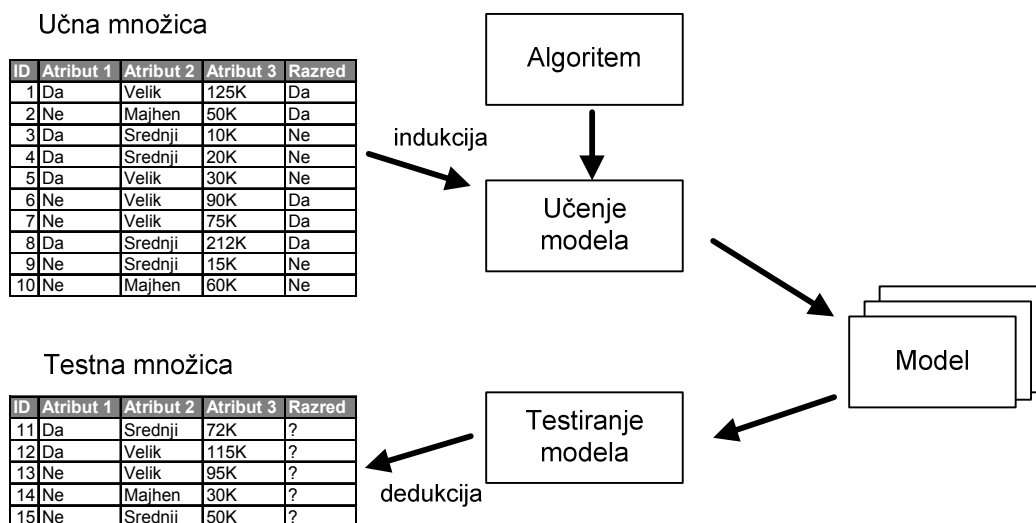 Učna množica
ID Atribut 1 Atribut 2 Atribut 3 Razred
1 Da Velik 125K Da
2 Ne Majhen 50K Da
3 Da Srednji 10K Ne
4 Da Srednji 20K Ne
5 Da Velik 30K Ne
6 Ne Velik 90K Da
7 Ne Velik 75K Da
8 Da Srednji 212K Da
9 Ne Srednji 15K Ne
10 Ne Majhen 60K Ne
Algoritem
indukcija
Učenje
modela
Model
Testiranje
modela
dedukcija
Testna množica
ID Atribut 1 Atribut 2 Atribut 3 Razred
11 Da Srednji 72K ?
12 Da Velik 115K ?
13 Ne Velik 95K ?
14 Ne Majhen 30K ?
15 Ne Srednji 50K ?